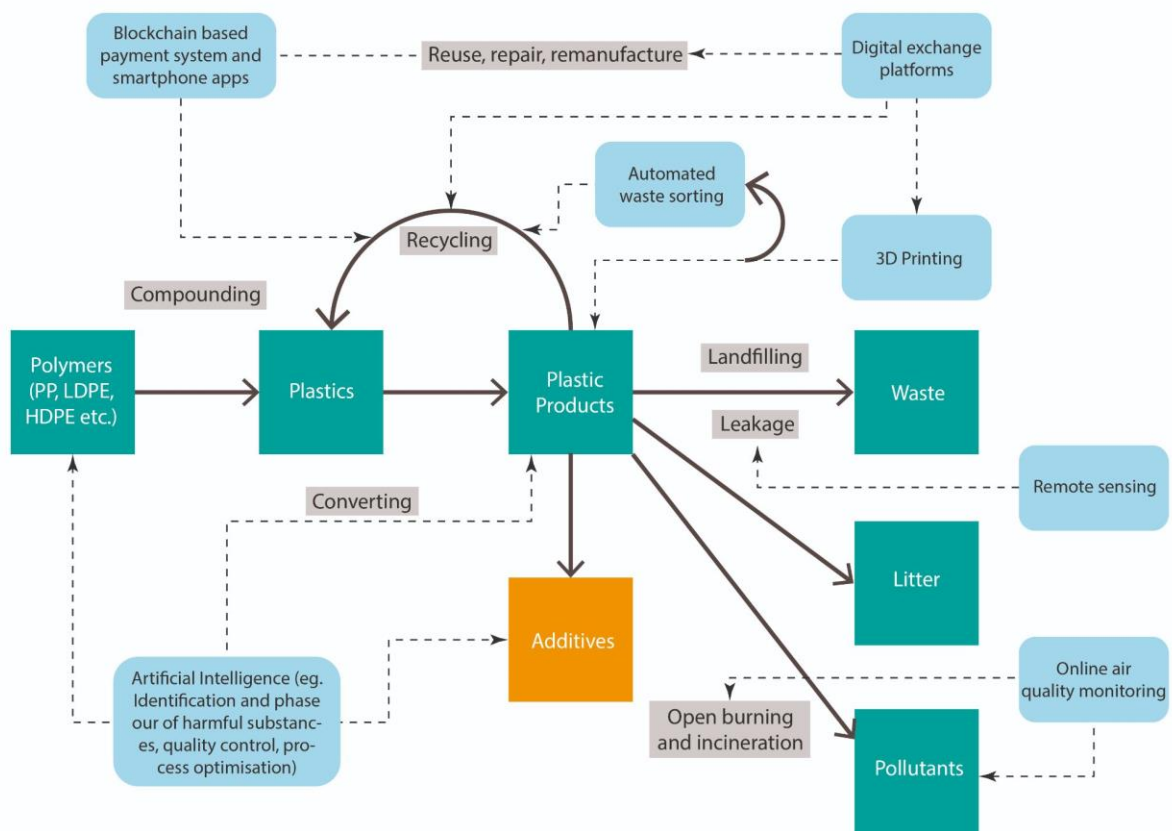 Blockchain based
payment system and
smartphone apps
Reuse, repair, remanufacture
Digital exchange
platforms
Automated
waste sorting
Recycling
3D Printing
Compounding
Polymers
(PP, LDPE,
HDPE etc.)
Plastics
Plastic
Products
Landfilling
Waste
Leakage
Remote sensing
Converting
Litter
Additives
Artificial Intelligence (eg.
Identification and phase
our of harmful substanc-
es, quality control, pro-
cess optimisation)
Online air
quality monitoring
Open burning
and incineration
Pollutants